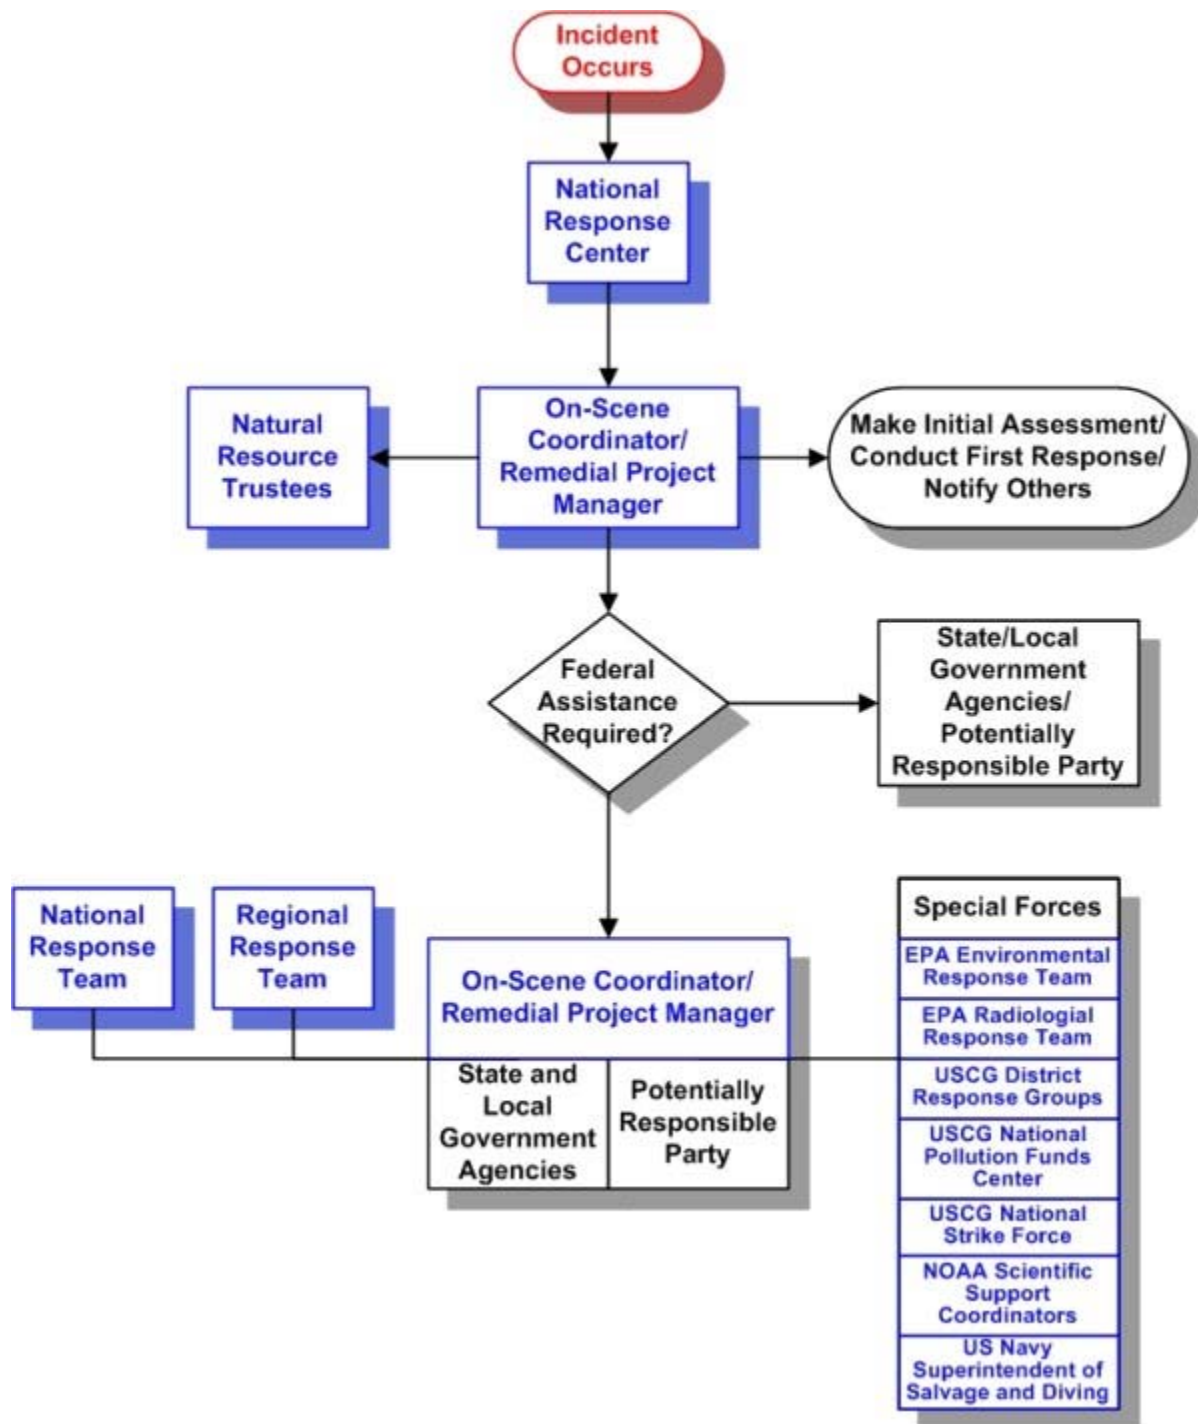 Incident
Occurs
National
Response
Center
Natural
Resource
Trustees
On-Scene
Coordinator/
Remedial Project
Manager
Make Initial Assessment/
Conduct First Response/
Notify Others
Federal
Assistance
Required?
State/Local
Government
Agencies/
Potentially
Responsible Party
National
Response
Team
Regional
Response
Team
On-Scene Coordinator/
Remedial Project Manager
State and
Local
Government
Agencies
Potentially
Responsible
Party
Special Forces
EPA Environmental
Response Team
EPA Radiologial
Response Team
USCG District
Response Groups
USCG National
Pollution Funds
Center
USCG National
Strike Force
NOAA Scientific
Support
Coordinators
US Navy
Superintendent of
Salvage and Diving